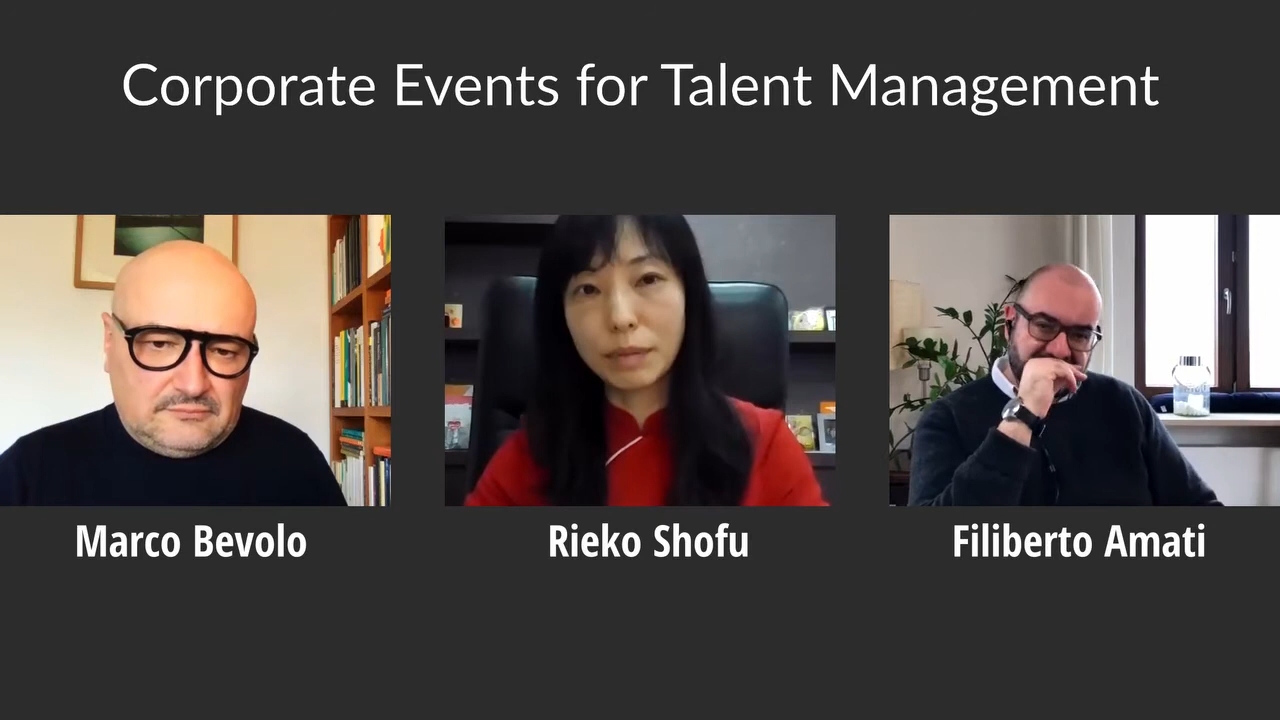 Corporate Events for Talent Management
Marco Bevolo
Rieko Shofu
Filiberto Amati